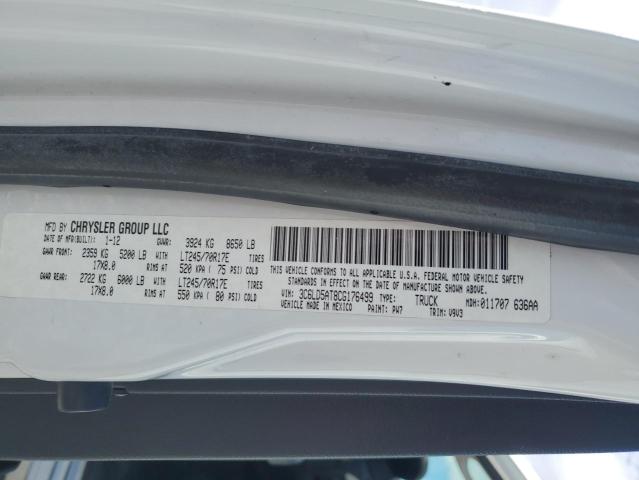 MFD BY CHRYSLER GROUP LLC
DATE OF MFR(BUILT): 1-12 GVWR: 3924 KG 8650 LB
GAWR FRONT: 2359 KG 5200 LB WITH LT245/70R17E TIRES
17X8.0 RIMS AT 520 KPA ( 75 PSI) COLD
GAWR REAR: 2722 KG 6000 LB WITH LT245/70R17E TIRES
17X8.0 RIMS AT 550 KPA ( 80 PSI) COLD
THIS VEHICLE CONFORMS TO ALL APPLICABLE U.S.A. FEDERAL MOTOR VEHICLE SAFETY
STANDARDS IN EFFECT ON THE DATE OF MANUFACTURE SHOWN ABOVE.
VIN: 3C6LD5AT8CG176499 TYPE: TRUCK MDH: 011707 636AA
VEHICLE MADE IN MEXICO PAINT: PW7 TRIM: V9V3